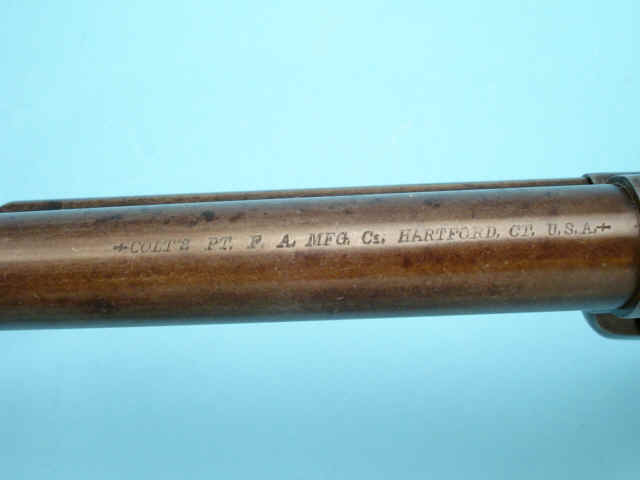 +COLT'S PT. F. A. MFG. Co. HARTFORD, CT. U.S.A.+